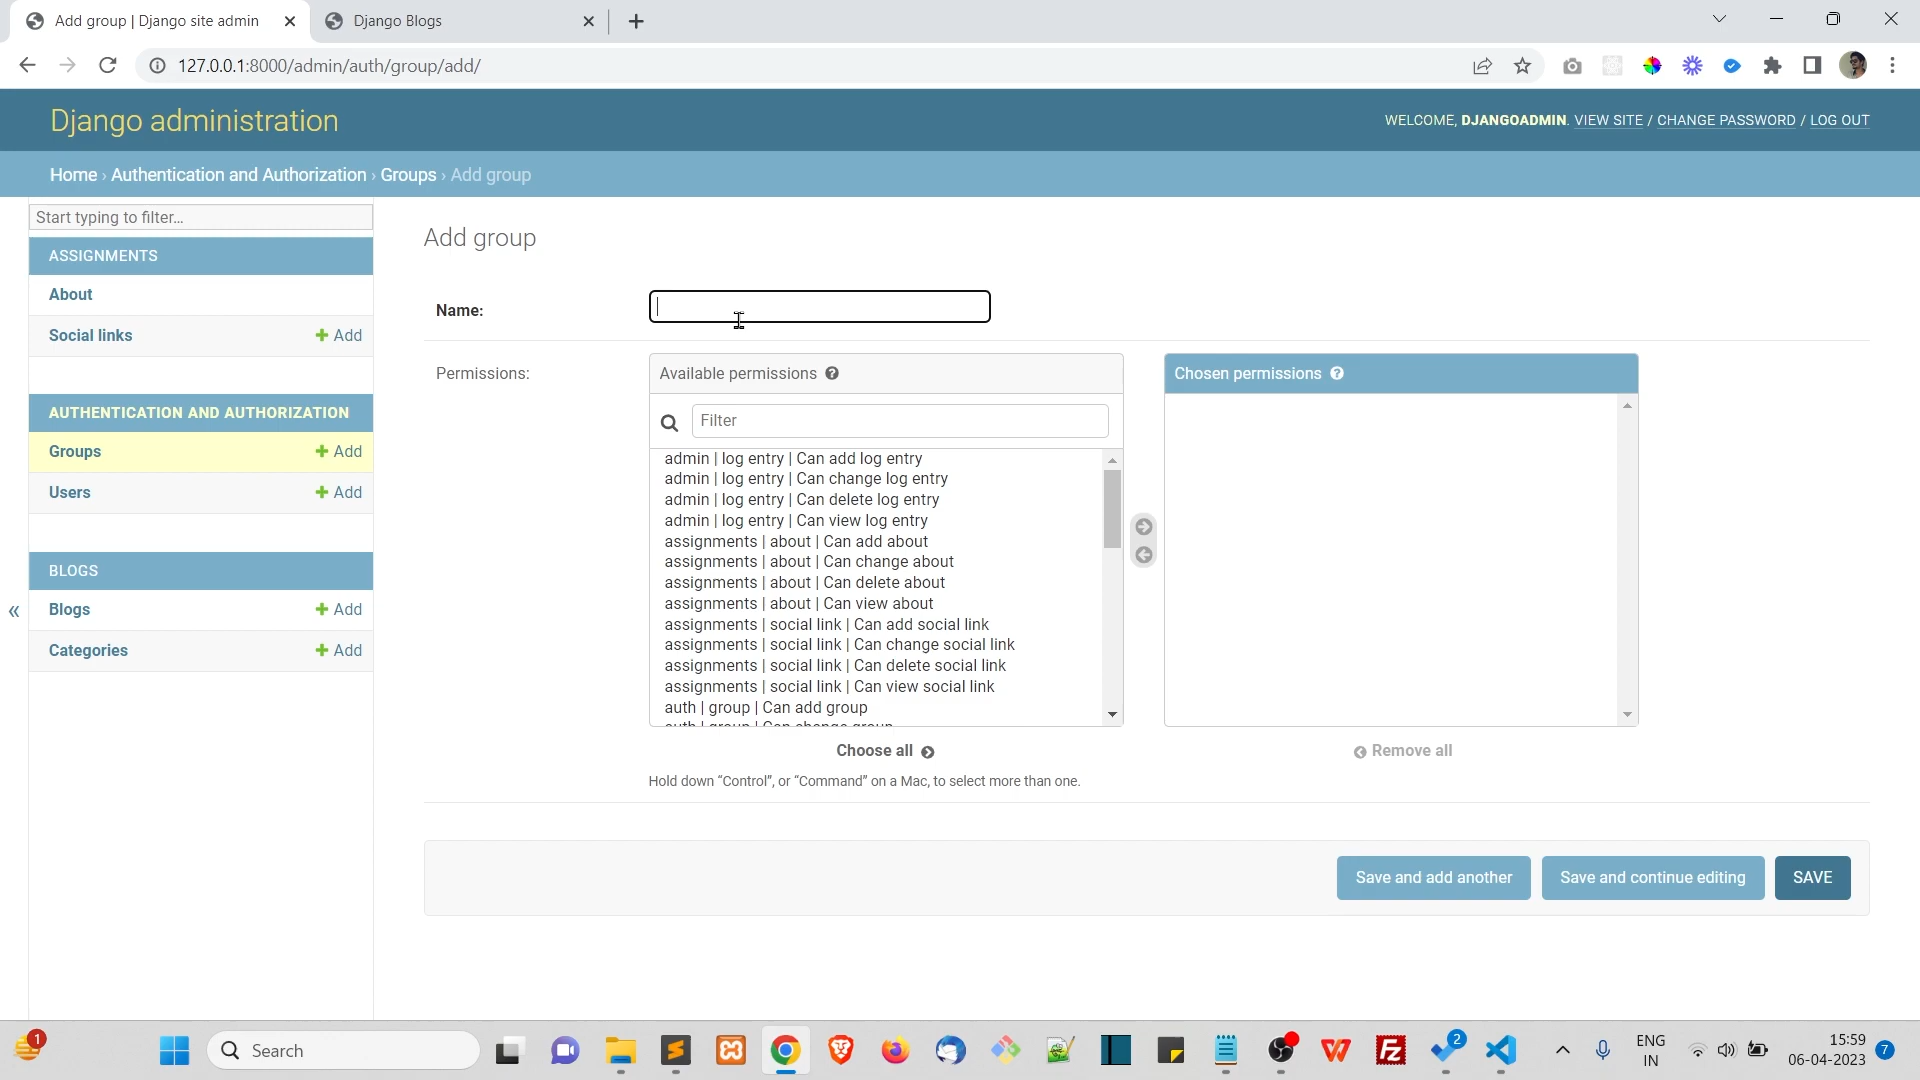 Add group | Django site admin
Django Blogs
127.0.0.1:8000/admin/auth/group/add/
Django administration
WELCOME, DJANGOADMIN. VIEW SITE / CHANGE PASSWORD / LOG OUT
Home › Authentication and Authorization › Groups › Add group
Start typing to filter...
ASSIGNMENTS
About
Social links
Add
AUTHENTICATION AND AUTHORIZATION
Groups
Add
Users
Add
BLOGS
Blogs
Add
Categories
Add
«
Add group
Name:
Permissions:
Available permissions
Filter
admin | log entry | Can add log entry
admin | log entry | Can change log entry
admin | log entry | Can delete log entry
admin | log entry | Can view log entry
assignments | about | Can add about
assignments | about | Can change about
assignments | about | Can delete about
assignments | about | Can view about
assignments | social link | Can add social link
assignments | social link | Can change social link
assignments | social link | Can delete social link
assignments | social link | Can view social link
auth | group | Can add group
auth | group | Can change group
Choose all
Hold down “Control”, or “Command” on a Mac, to select more than one.
Chosen permissions
Remove all
Save and add another
Save and continue editing
SAVE
1
Search
2
ENG
IN
15:59
06-04-2023
7